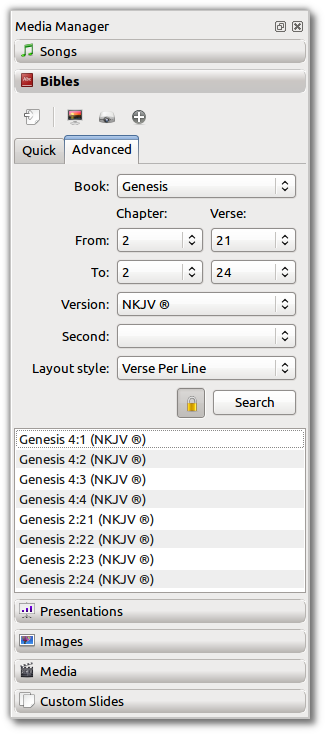 Media Manager
Songs
Bibles
Quick Advanced
Book: Genesis
Chapter: Verse:
From: 2 21
To: 2 24
Version: NKJV ®
Second:
Layout style: Verse Per Line
Search
Genesis 4:1 (NKJV ®)
Genesis 4:2 (NKJV ®)
Genesis 4:3 (NKJV ®)
Genesis 4:4 (NKJV ®)
Genesis 2:21 (NKJV ®)
Genesis 2:22 (NKJV ®)
Genesis 2:23 (NKJV ®)
Genesis 2:24 (NKJV ®)
Presentations
Images
Media
Custom Slides